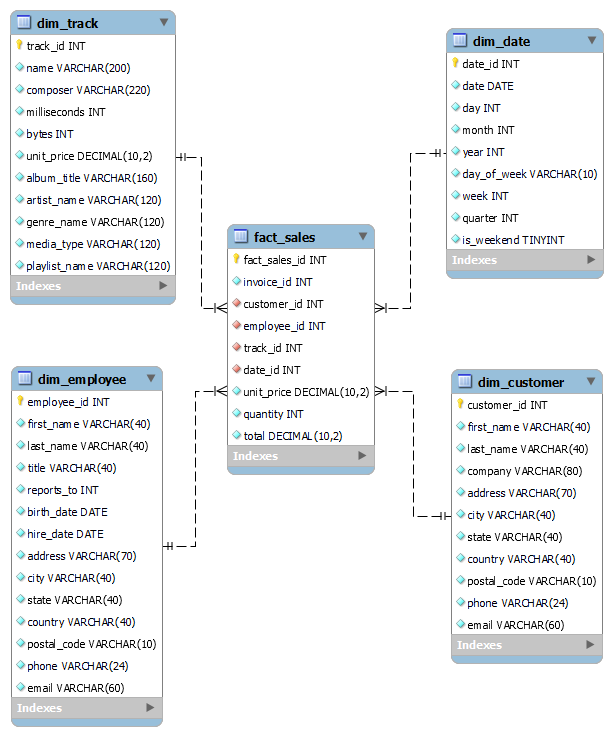 dim_track
track_id INT
name VARCHAR(200)
composer VARCHAR(220)
milliseconds INT
bytes INT
unit_price DECIMAL(10,2)
album_title VARCHAR(160)
artist_name VARCHAR(120)
genre_name VARCHAR(120)
media_type VARCHAR(120)
playlist_name VARCHAR(120)
Indexes
dim_date
date_id INT
date DATE
day INT
month INT
year INT
day_of_week VARCHAR(10)
week INT
quarter INT
is_weekend TINYINT
Indexes
fact_sales
fact_sales_id INT
invoice_id INT
customer_id INT
employee_id INT
track_id INT
date_id INT
unit_price DECIMAL(10,2)
quantity INT
total DECIMAL(10,2)
Indexes
dim_employee
employee_id INT
first_name VARCHAR(40)
last_name VARCHAR(40)
title VARCHAR(40)
reports_to INT
birth_date DATE
hire_date DATE
address VARCHAR(70)
city VARCHAR(40)
state VARCHAR(40)
country VARCHAR(40)
postal_code VARCHAR(10)
phone VARCHAR(24)
email VARCHAR(60)
Indexes
dim_customer
customer_id INT
first_name VARCHAR(40)
last_name VARCHAR(40)
company VARCHAR(80)
address VARCHAR(70)
city VARCHAR(40)
state VARCHAR(40)
country VARCHAR(40)
postal_code VARCHAR(10)
phone VARCHAR(24)
email VARCHAR(60)
Indexes